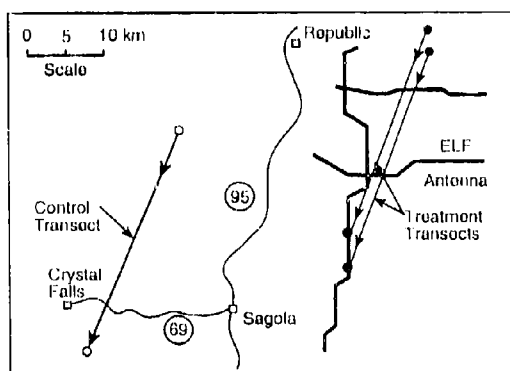 0 5 10 km
Scale
Republic
ELF
Antenna
95
Control
Transect
Treatment
Transects
Crystal
Falls
Sagola
69